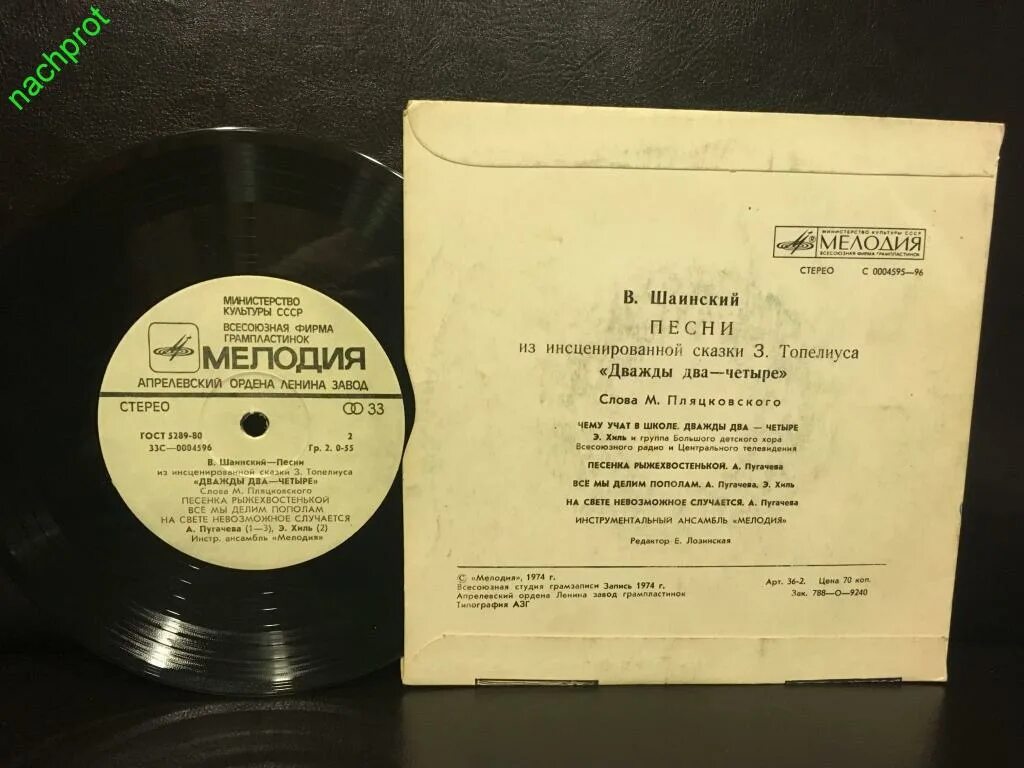 nachprot
МИНИСТЕРСТВО
КУЛЬТУРЫ СССР
ВСЕСОЮЗНАЯ ФИРМА
ГРАМПЛАСТИНОК
МЕЛОДИЯ
АПРЕЛЕВСКИЙ ОРДЕНА ЛЕНИНА ЗАВОД
СТЕРЕО 33
ГОСТ 5289-80 2
33С—0004596 Гр. 2. 0-55
В. Шаинский—Песни
из инсценированной сказки З. Топелиуса
«ДВАЖДЫ ДВА—ЧЕТЫРЕ»
Слова М. Пляцковского
ПЕСЕНКА РЫЖЕХВОСТЕНЬКОЙ
ВСЁ МЫ ДЕЛИМ ПОПОЛАМ
НА СВЕТЕ НЕВОЗМОЖНОЕ СЛУЧАЕТСЯ
А. Пугачева (1—3), Э. Хиль (2)
Инстр. ансамбль «Мелодия»
МИНИСТЕРСТВО КУЛЬТУРЫ СССР
МЕЛОДИЯ
ВСЕСОЮЗНАЯ ФИРМА ГРАМПЛАСТИНОК
СТЕРЕО С 0004595—96
В. Шаинский
ПЕСНИ
из инсценированной сказки З. Топелиуса
«Дважды два—четыре»
Слова М. Пляцковского
ЧЕМУ УЧАТ В ШКОЛЕ. ДВАЖДЫ ДВА — ЧЕТЫРЕ
Э. Хиль и группа Большого детского хора
Всесоюзного радио и Центрального телевидения
ПЕСЕНКА РЫЖЕХВОСТЕНЬКОЙ. А. Пугачева
ВСЁ МЫ ДЕЛИМ ПОПОЛАМ. А. Пугачева, Э. Хиль
НА СВЕТЕ НЕВОЗМОЖНОЕ СЛУЧАЕТСЯ. А. Пугачева
ИНСТРУМЕНТАЛЬНЫЙ АНСАМБЛЬ «МЕЛОДИЯ»
Редактор Е. Лозинская
© «Мелодия», 1974 г.
Всесоюзная студия грамзаписи Запись 1974 г.
Апрелевский ордена Ленина завод грампластинок
Типография АЗГ
Арт. 36-2. Цена 70 коп.
Зак. 788—О—9240